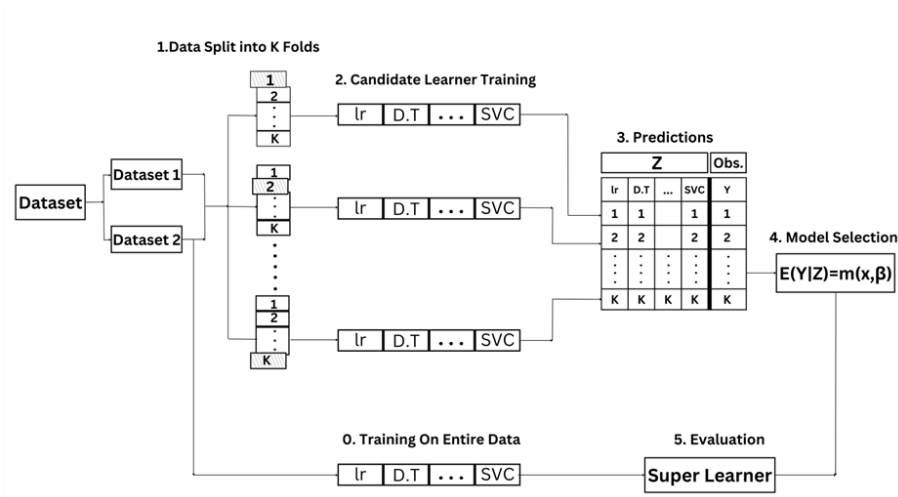 1.Data Split into K Folds
2. Candidate Learner Training
1
2
K
lr D.T ... SVC
3. Predictions
Z Obs.
lr D.T ... SVC Y
1 1 1 1
2 2 2 2
K K K K K
Dataset
Dataset 1
Dataset 2
1
2
K
lr D.T ... SVC
4. Model Selection
E(Y|Z)=m(x,β)
1
2
K
lr D.T ... SVC
0. Training On Entire Data
lr D.T ... SVC
5. Evaluation
Super Learner